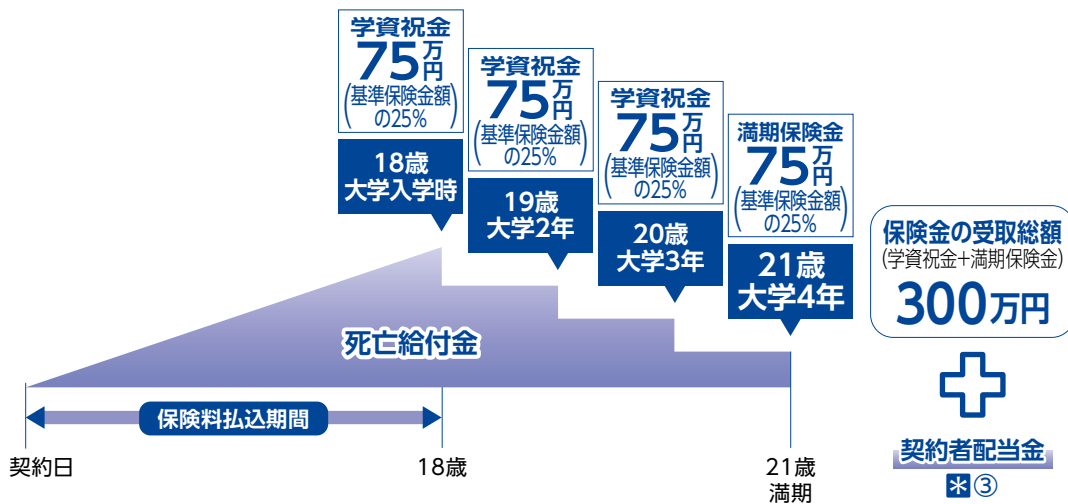 学資祝金
75万円
(基準保険金額
の25%)
18歳
大学入学時
学資祝金
75万円
(基準保険金額
の25%)
19歳
大学2年
学資祝金
75万円
(基準保険金額
の25%)
20歳
大学3年
満期保険金
75万円
(基準保険金額
の25%)
21歳
大学4年
保険金の受取総額
(学資祝金+満期保険金)
300万円
契約者配当金
*③
死亡給付金
保険料払込期間
契約日
18歳
21歳
満期